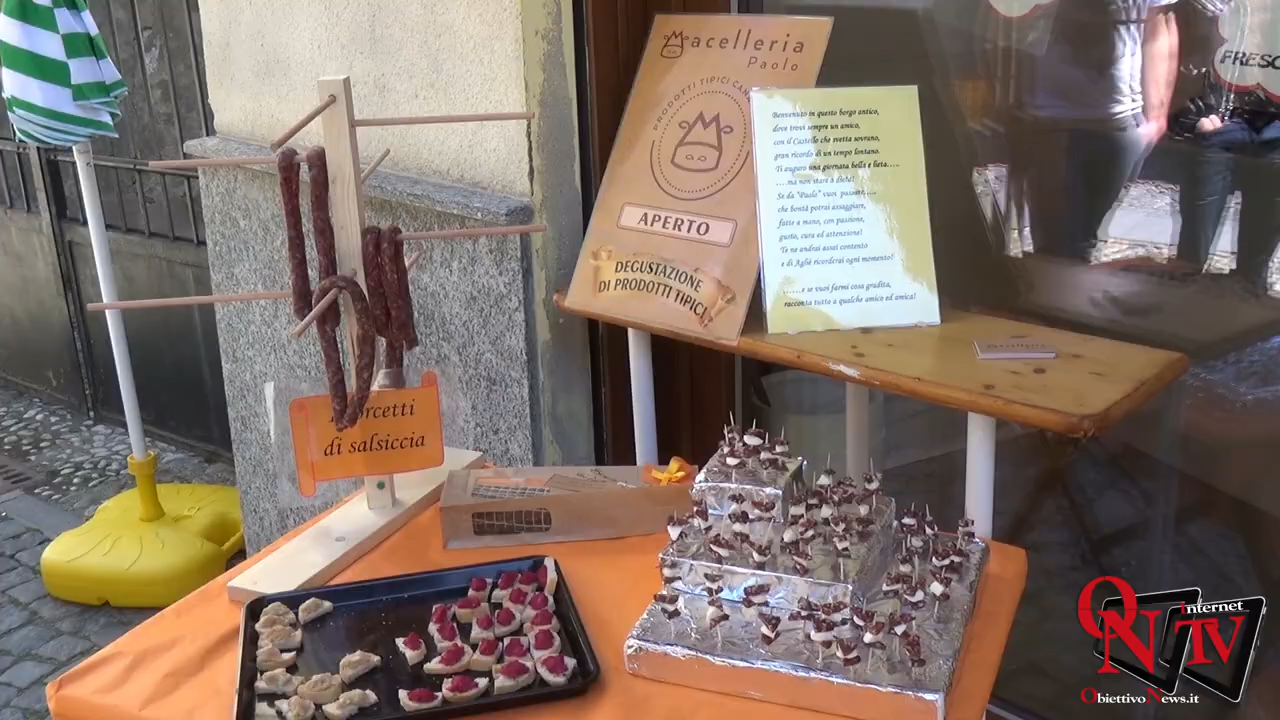 Macelleria
Paolo
PRODOTTI TIPICI
APERTO
DEGUSTAZIONE
DI PRODOTTI TIPICI
Benvenuto in questo borgo antico,
dove trovi sempre un amico,
con il Castello che svetta sovrano,
gran ricordo di un tempo lontano.
Ti auguro una giornata bella e lieta.....
....ma non stare a dieta!
Se da "Paolo" vuoi passare.....
che bontà potrai assaggiare,
fatte a mano, con passione,
gusto, cura ed attenzione!
Te ne andrai assai contento
e di Agliè ricorderai ogni momento!
......e se vuoi farmi cosa gradita,
racconta tutto a qualche amico ed amica!
di salsiccia
QN Internet
TV
ObiettivoNews.it